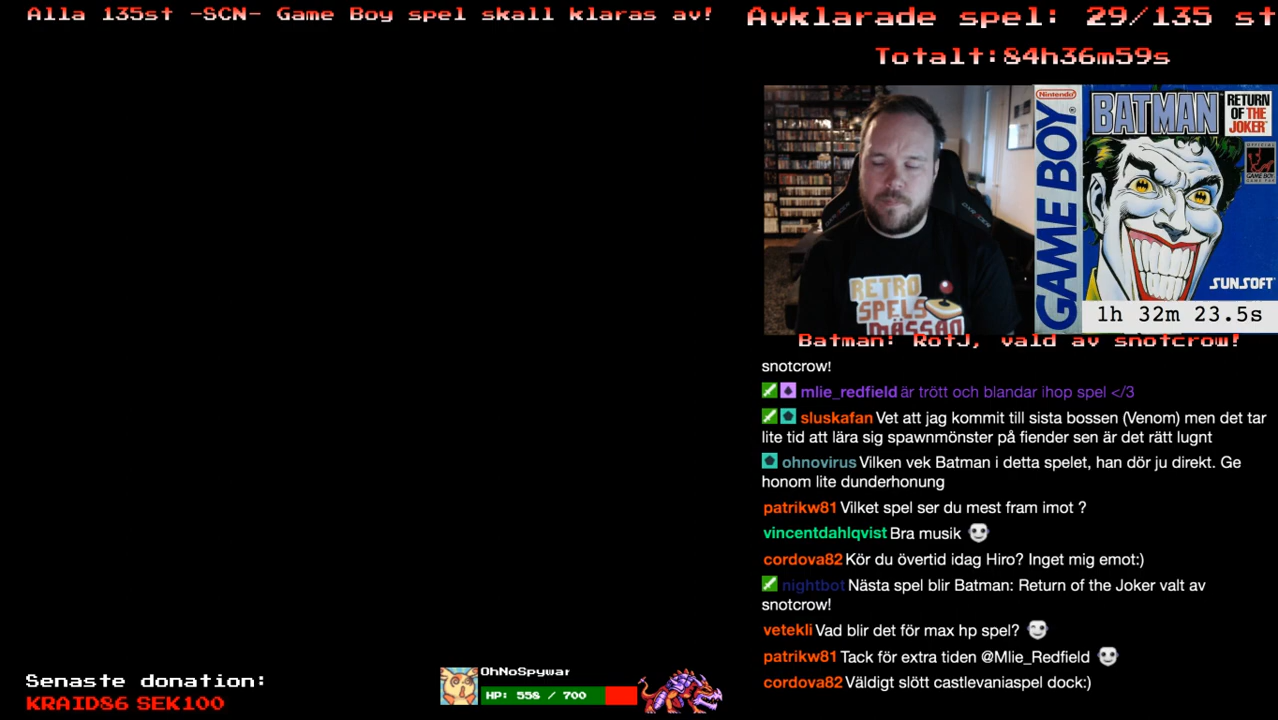 Alla 135st -SCN- Game Boy spel skall klaras av!
Avklarade spel: 29/135 st
Totalt:84h36m59s
Nintendo
GAME BOY
BATMAN
RETURN
OF THE
JOKER
SUNSOFT
RETRO
SPELS
MÄSSAN
1h 32m 23.5s
Batman: RotJ, vald av snotcrow!
snotcrow!
mlie_redfield är trött och blandar ihop spel </3
sluskafan Vet att jag kommit till sista bossen (Venom) men det tar
lite tid att lära sig spawnmönster på fiender sen är det rätt lugnt
ohnovirus Vilken vek Batman i detta spelet, han dör ju direkt. Ge
honom lite dunderhonung
patrikw81 Vilket spel ser du mest fram imot ?
vincentdahlqvist Bra musik
cordova82 Kör du övertid idag Hiro? Inget mig emot:)
nightbot Nästa spel blir Batman: Return of the Joker valt av
snotcrow!
vetekli Vad blir det för max hp spel?
patrikw81 Tack för extra tiden @Mlie_Redfield
cordova82 Väldigt slött castlevaniaspel dock:)
Senaste donation:
KRAID86 SEK100
OhNoSpywar
HP: 558 / 700